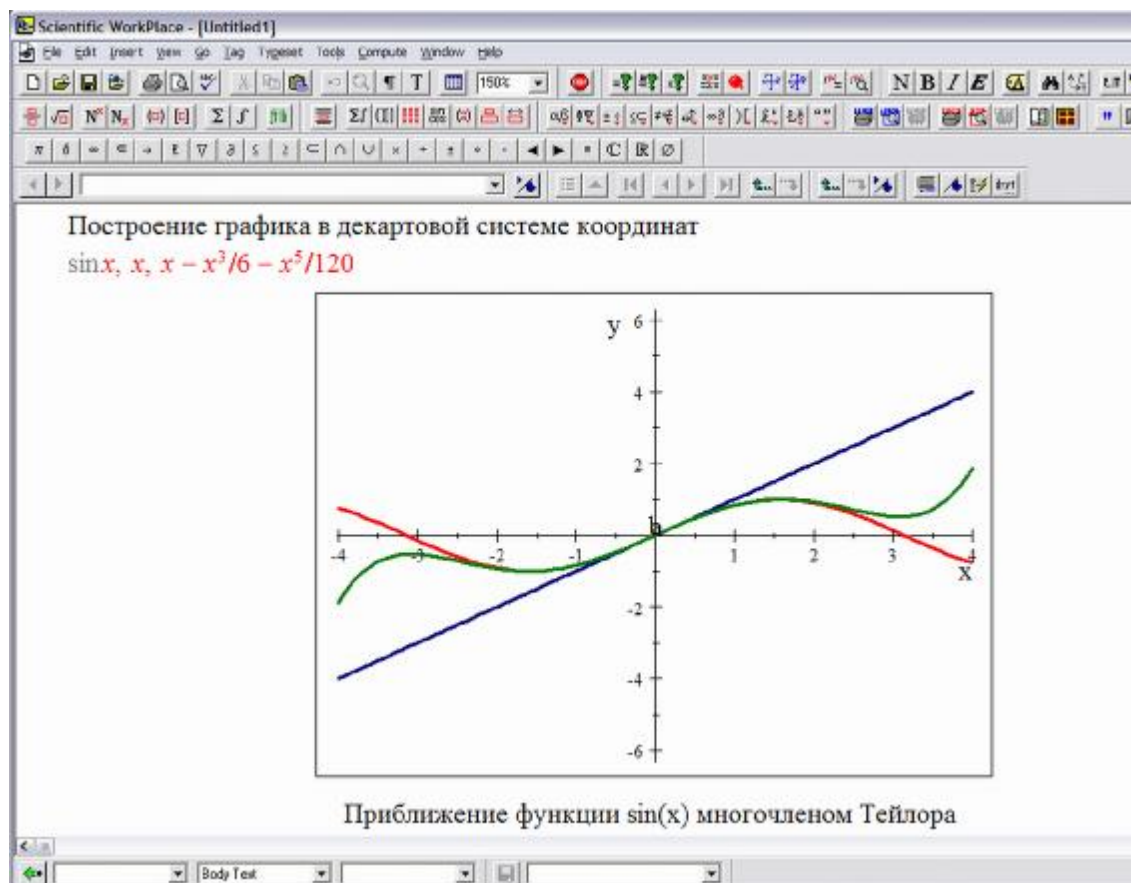 Scientific WorkPlace - [Untitled1]
File Edit Insert View Go Tag Typeset Tools Compute Window Help
150%
N B I E
Построение графика в декартовой системе координат
sin x, x, x − x³/6 − x⁵/120
y
6
4
2
-4 -3 -2 -1 1 2 3 4
x
-2
-4
-6
Приближение функции sin(x) многочленом Тейлора
Body Text